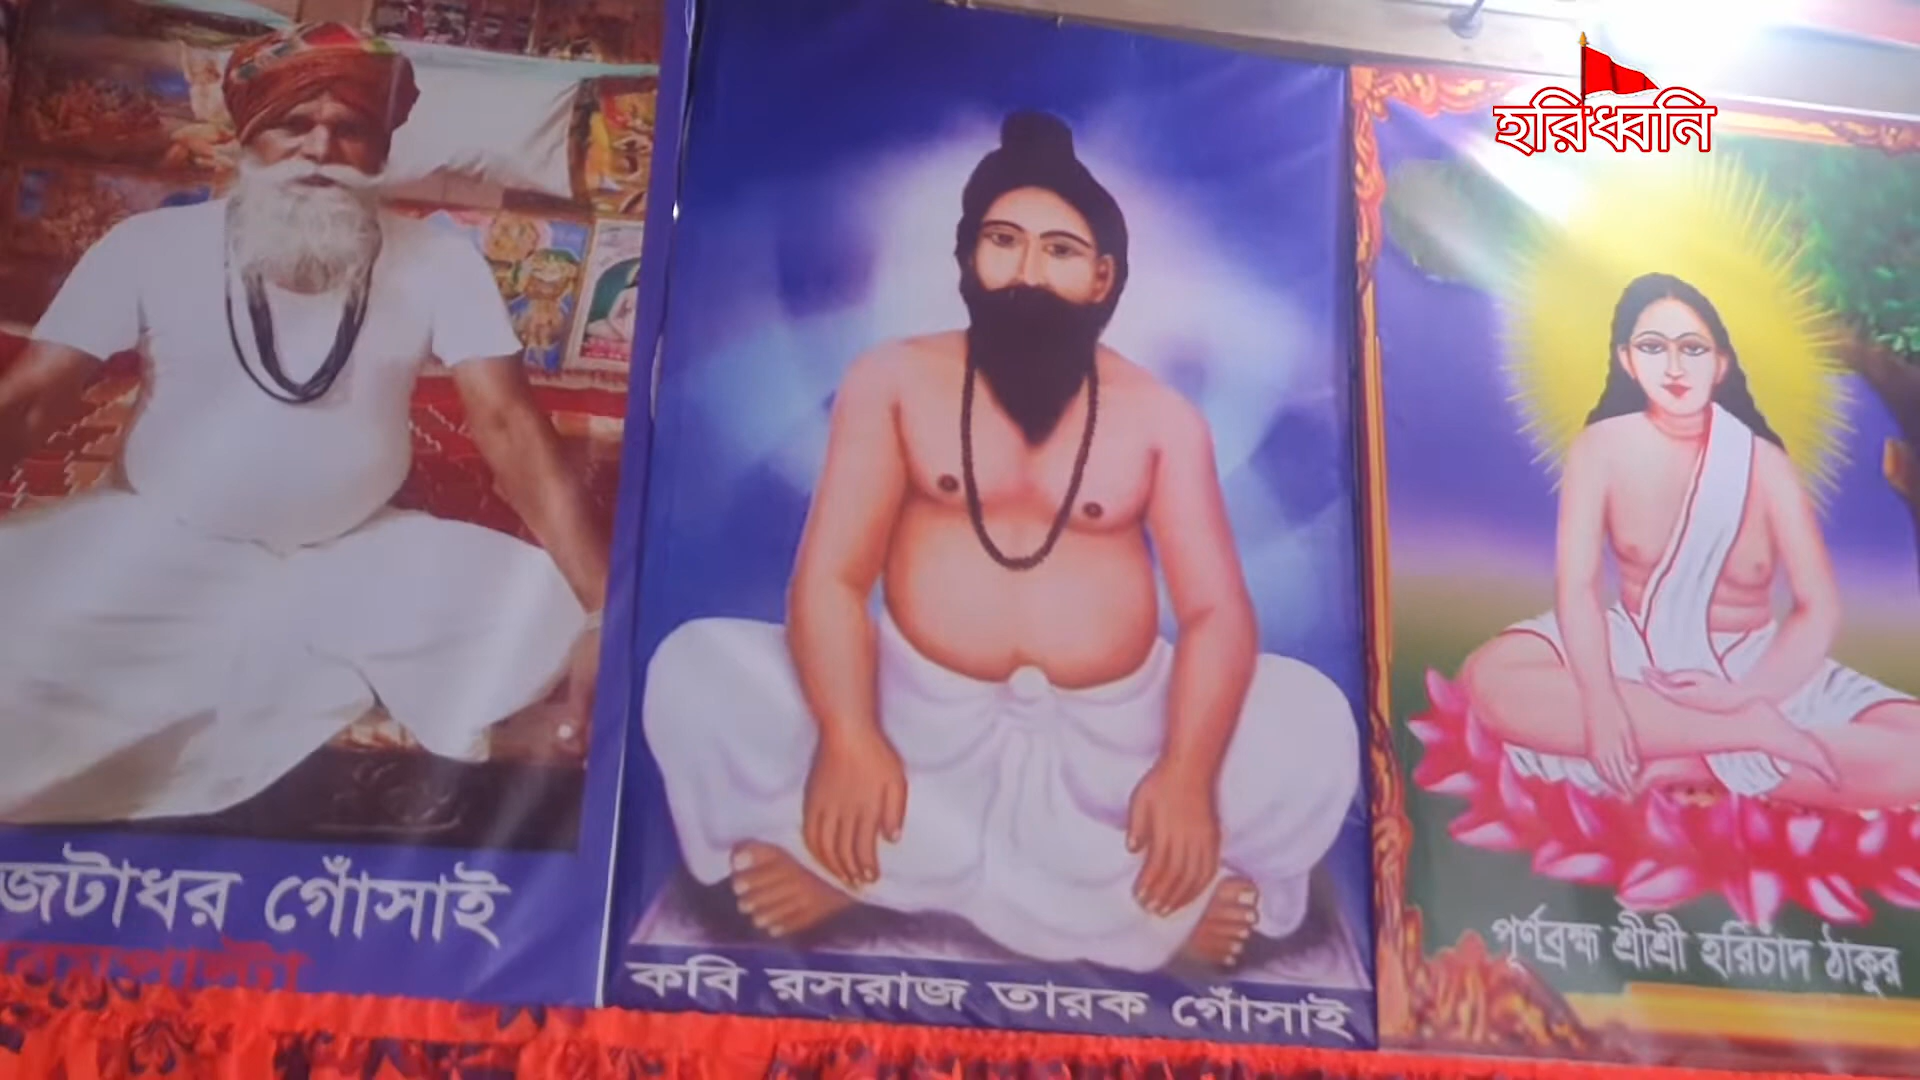 হরিধ্বনি
জটাধর গোঁসাই
কবি রসরাজ তারক গোঁসাই
পূর্ণব্রহ্ম শ্রীশ্রী হরিচাঁদ ঠাকুর